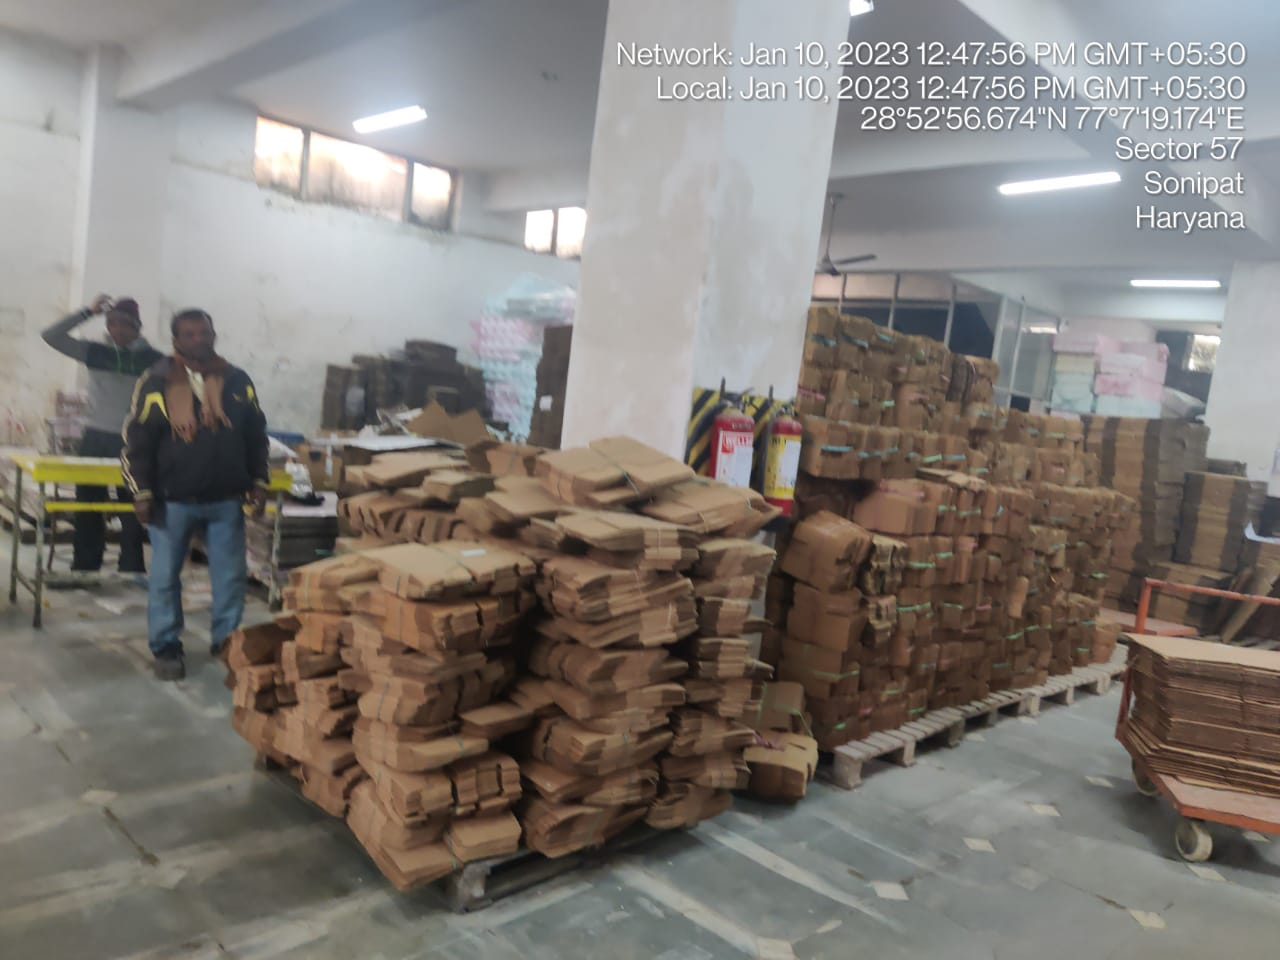 Network: Jan 10, 2023 12:47:56 PM GMT+05:30
Local: Jan 10, 2023 12:47:56 PM GMT+05:30
28°52'56.674"N 77°7'19.174"E
Sector 57
Sonipat
Haryana